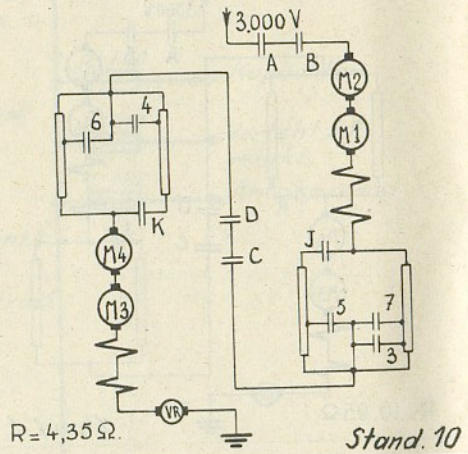 3.000 V
A B
M2
M1
6 4
K
M4
M3
D
C
J
5 7
3
VR
R = 4,35 Ω.
Stand. 10